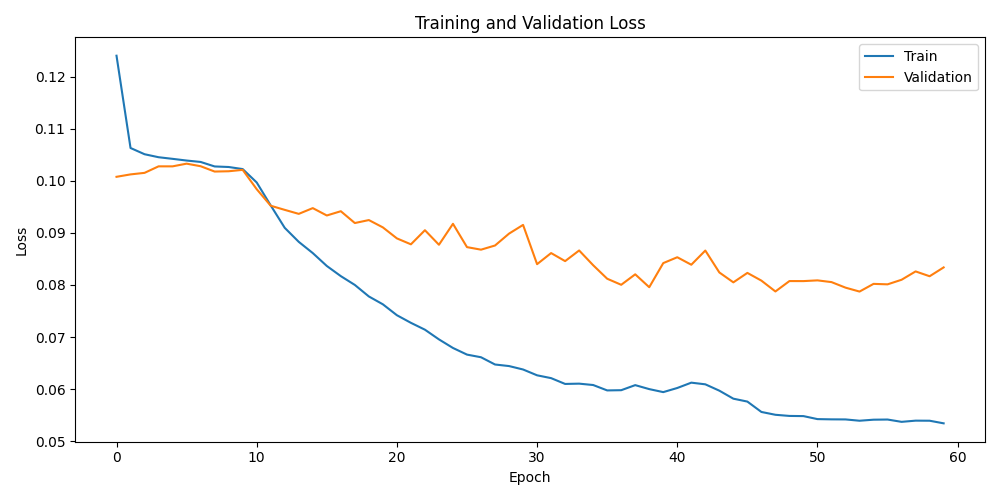 Training and Validation Loss
Train
Validation
0.12
0.11
0.10
0.09
0.08
0.07
0.06
0.05
Loss
0 10 20 30 40 50 60
Epoch